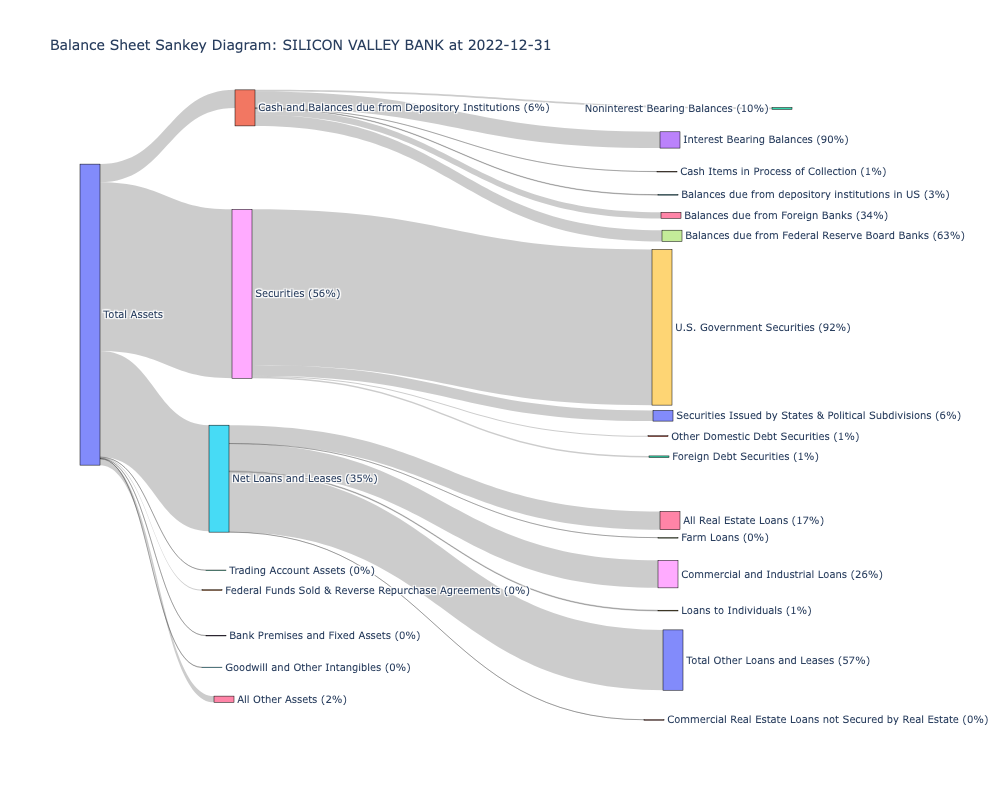 Balance Sheet Sankey Diagram: SILICON VALLEY BANK at 2022-12-31
Cash and Balances due from Depository Institutions (6%)
Noninterest Bearing Balances (10%)
Interest Bearing Balances (90%)
Cash Items in Process of Collection (1%)
Balances due from depository institutions in US (3%)
Balances due from Foreign Banks (34%)
Balances due from Federal Reserve Board Banks (63%)
Securities (56%)
Total Assets
U.S. Government Securities (92%)
Securities Issued by States & Political Subdivisions (6%)
Other Domestic Debt Securities (1%)
Foreign Debt Securities (1%)
Net Loans and Leases (35%)
All Real Estate Loans (17%)
Farm Loans (0%)
Commercial and Industrial Loans (26%)
Loans to Individuals (1%)
Total Other Loans and Leases (57%)
Commercial Real Estate Loans not Secured by Real Estate (0%)
Trading Account Assets (0%)
Federal Funds Sold & Reverse Repurchase Agreements (0%)
Bank Premises and Fixed Assets (0%)
Goodwill and Other Intangibles (0%)
All Other Assets (2%)